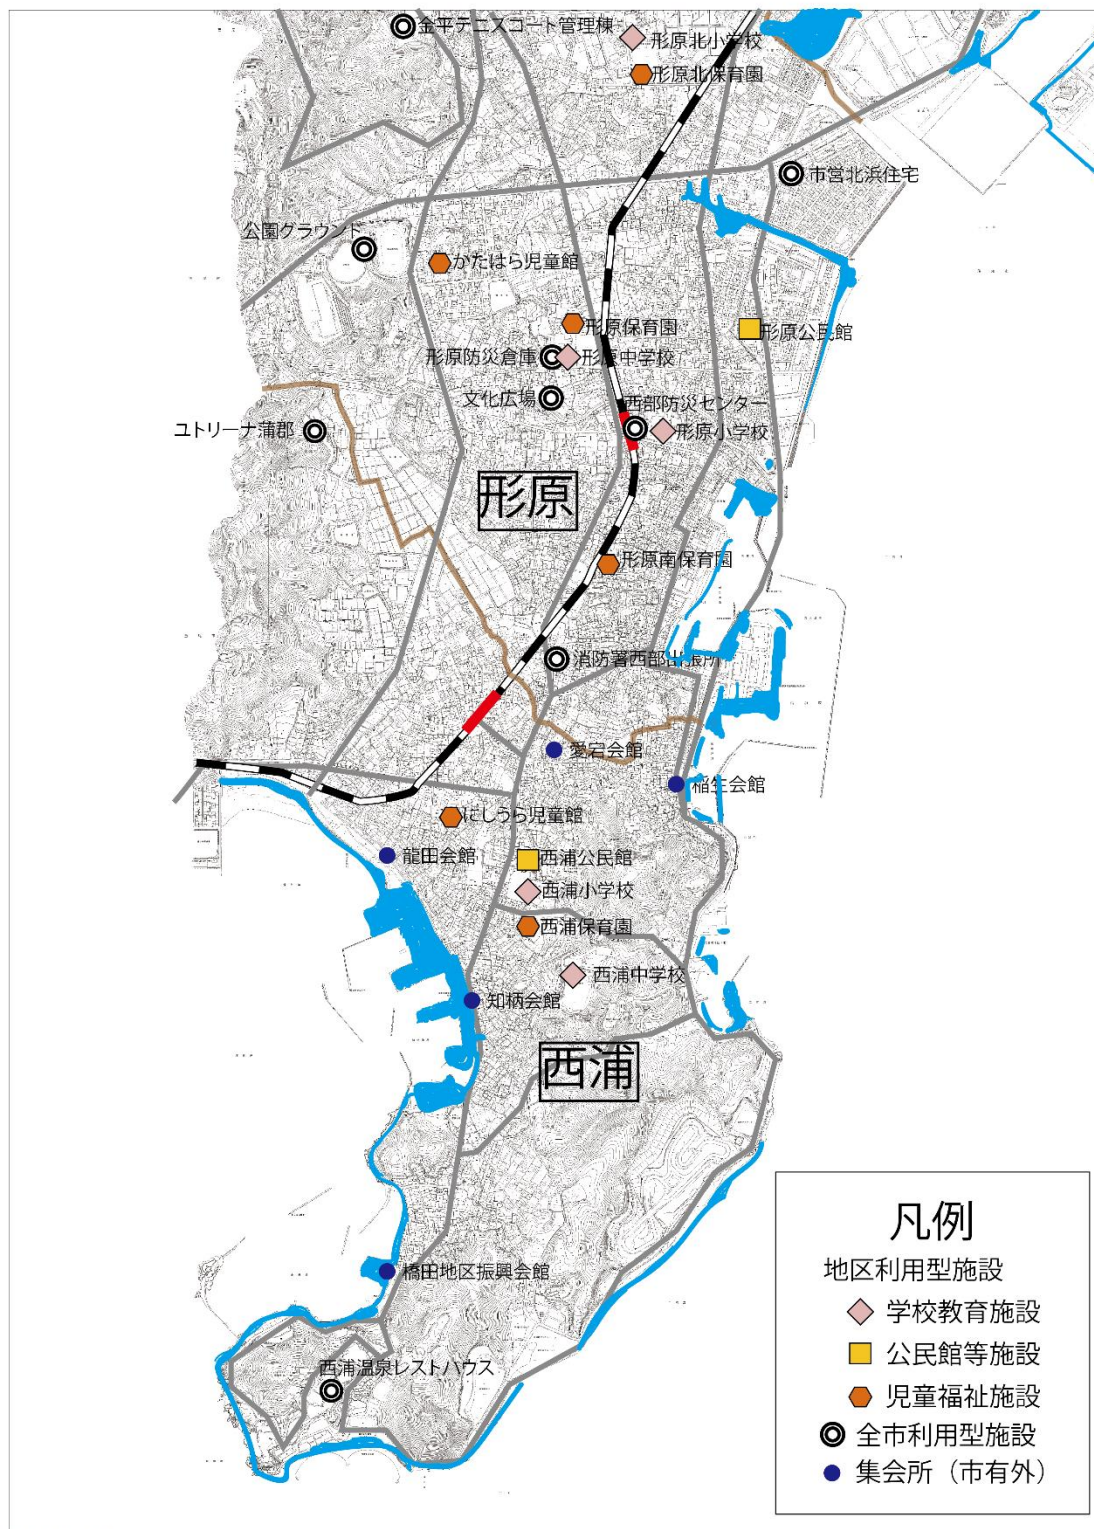 金平テニスコート管理棟
形原北小学校
形原北保育園
市営北浜住宅
公園グラウンド
かたはら児童館
形原保育園
形原公民館
形原防災倉庫
形原中学校
文化広場
西部防災センター
ユトリーナ蒲郡
形原小学校
形原
形原南保育園
消防署西部出張所
愛宕会館
稲生会館
にしうら児童館
龍田会館
西浦公民館
西浦小学校
西浦保育園
西浦中学校
知柄会館
西浦
橋田地区振興会館
西浦温泉レストハウス
凡例
地区利用型施設
学校教育施設
公民館等施設
児童福祉施設
全市利用型施設
集会所（市有外）